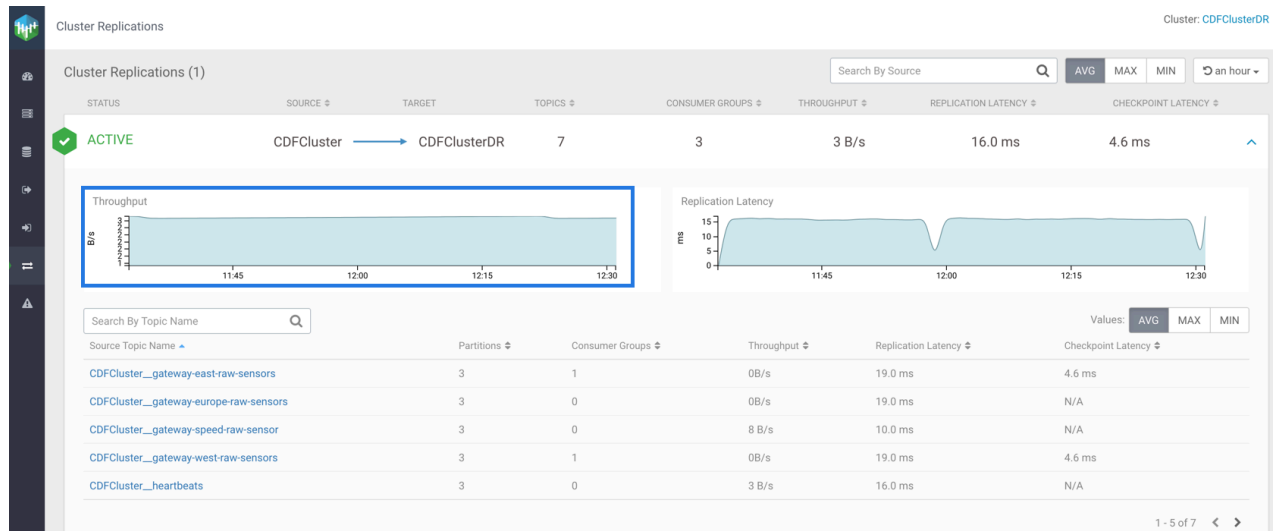 Cluster Replications
Cluster: CDFClusterDR
Cluster Replications (1)
Search By Source
AVG MAX MIN
an hour
STATUS SOURCE TARGET TOPICS CONSUMER GROUPS THROUGHPUT REPLICATION LATENCY CHECKPOINT LATENCY
ACTIVE CDFCluster CDFClusterDR 7 3 3 B/s 16.0 ms 4.6 ms
Throughput
B/s
3
2
2
2
2
1
11:45 12:00 12:15 12:30
Replication Latency
ms
15
10
5
0
11:45 12:00 12:15 12:30
Search By Topic Name
Values: AVG MAX MIN
Source Topic Name Partitions Consumer Groups Throughput Replication Latency Checkpoint Latency
CDFCluster__gateway-east-raw-sensors 3 1 0B/s 19.0 ms 4.6 ms
CDFCluster__gateway-europe-raw-sensors 3 0 0B/s 19.0 ms N/A
CDFCluster__gateway-speed-raw-sensor 3 0 8 B/s 10.0 ms N/A
CDFCluster__gateway-west-raw-sensors 3 1 0B/s 19.0 ms 4.6 ms
CDFCluster__heartbeats 3 0 3 B/s 16.0 ms N/A
1 - 5 of 7